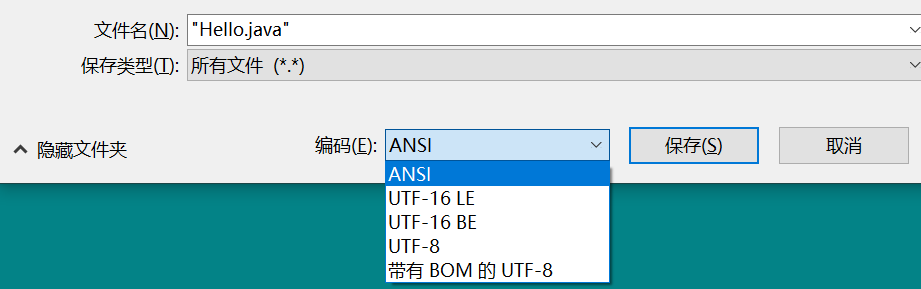 文件名(N): "Hello.java"
保存类型(T): 所有文件 (*.*)
隐藏文件夹 编码(E): ANSI 保存(S) 取消
ANSI
UTF-16 LE
UTF-16 BE
UTF-8
带有 BOM 的 UTF-8